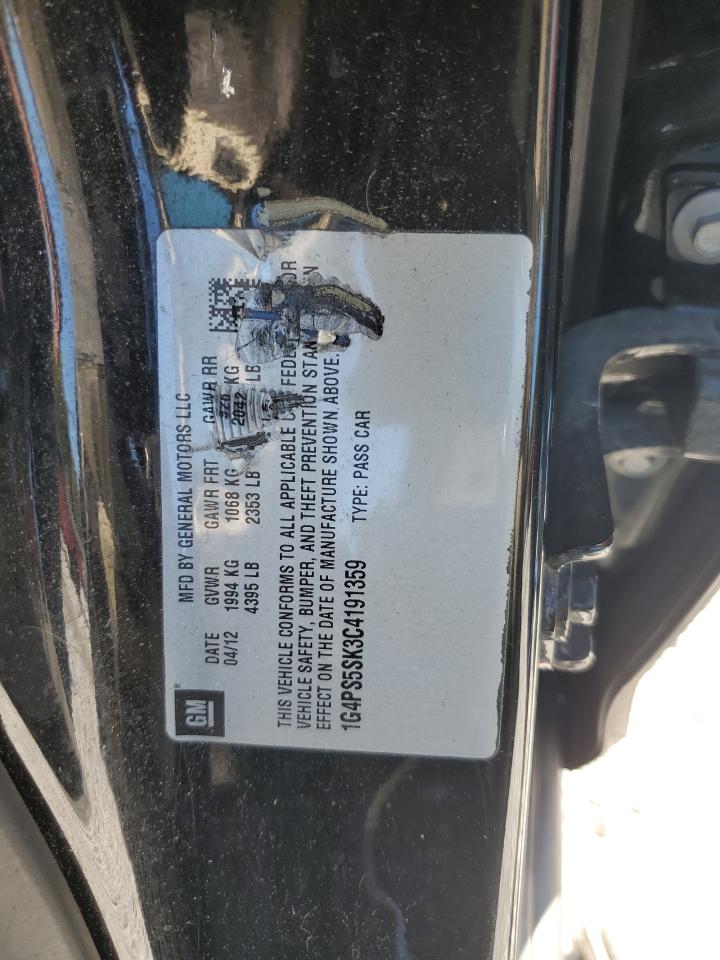 GM
MFD BY GENERAL MOTORS LLC
DATE GVWR GAWR FRT GAWR RR
04/12 1994 KG 1068 KG KG
4395 LB 2353 LB 2042 LB
THIS VEHICLE CONFORMS TO ALL APPLICABLE
VEHICLE SAFETY, BUMPER, AND THEFT PREVENTION
EFFECT ON THE DATE OF MANUFACTURE SHOWN ABOVE.
1G4PS5SK3C4191359 TYPE: PASS CAR